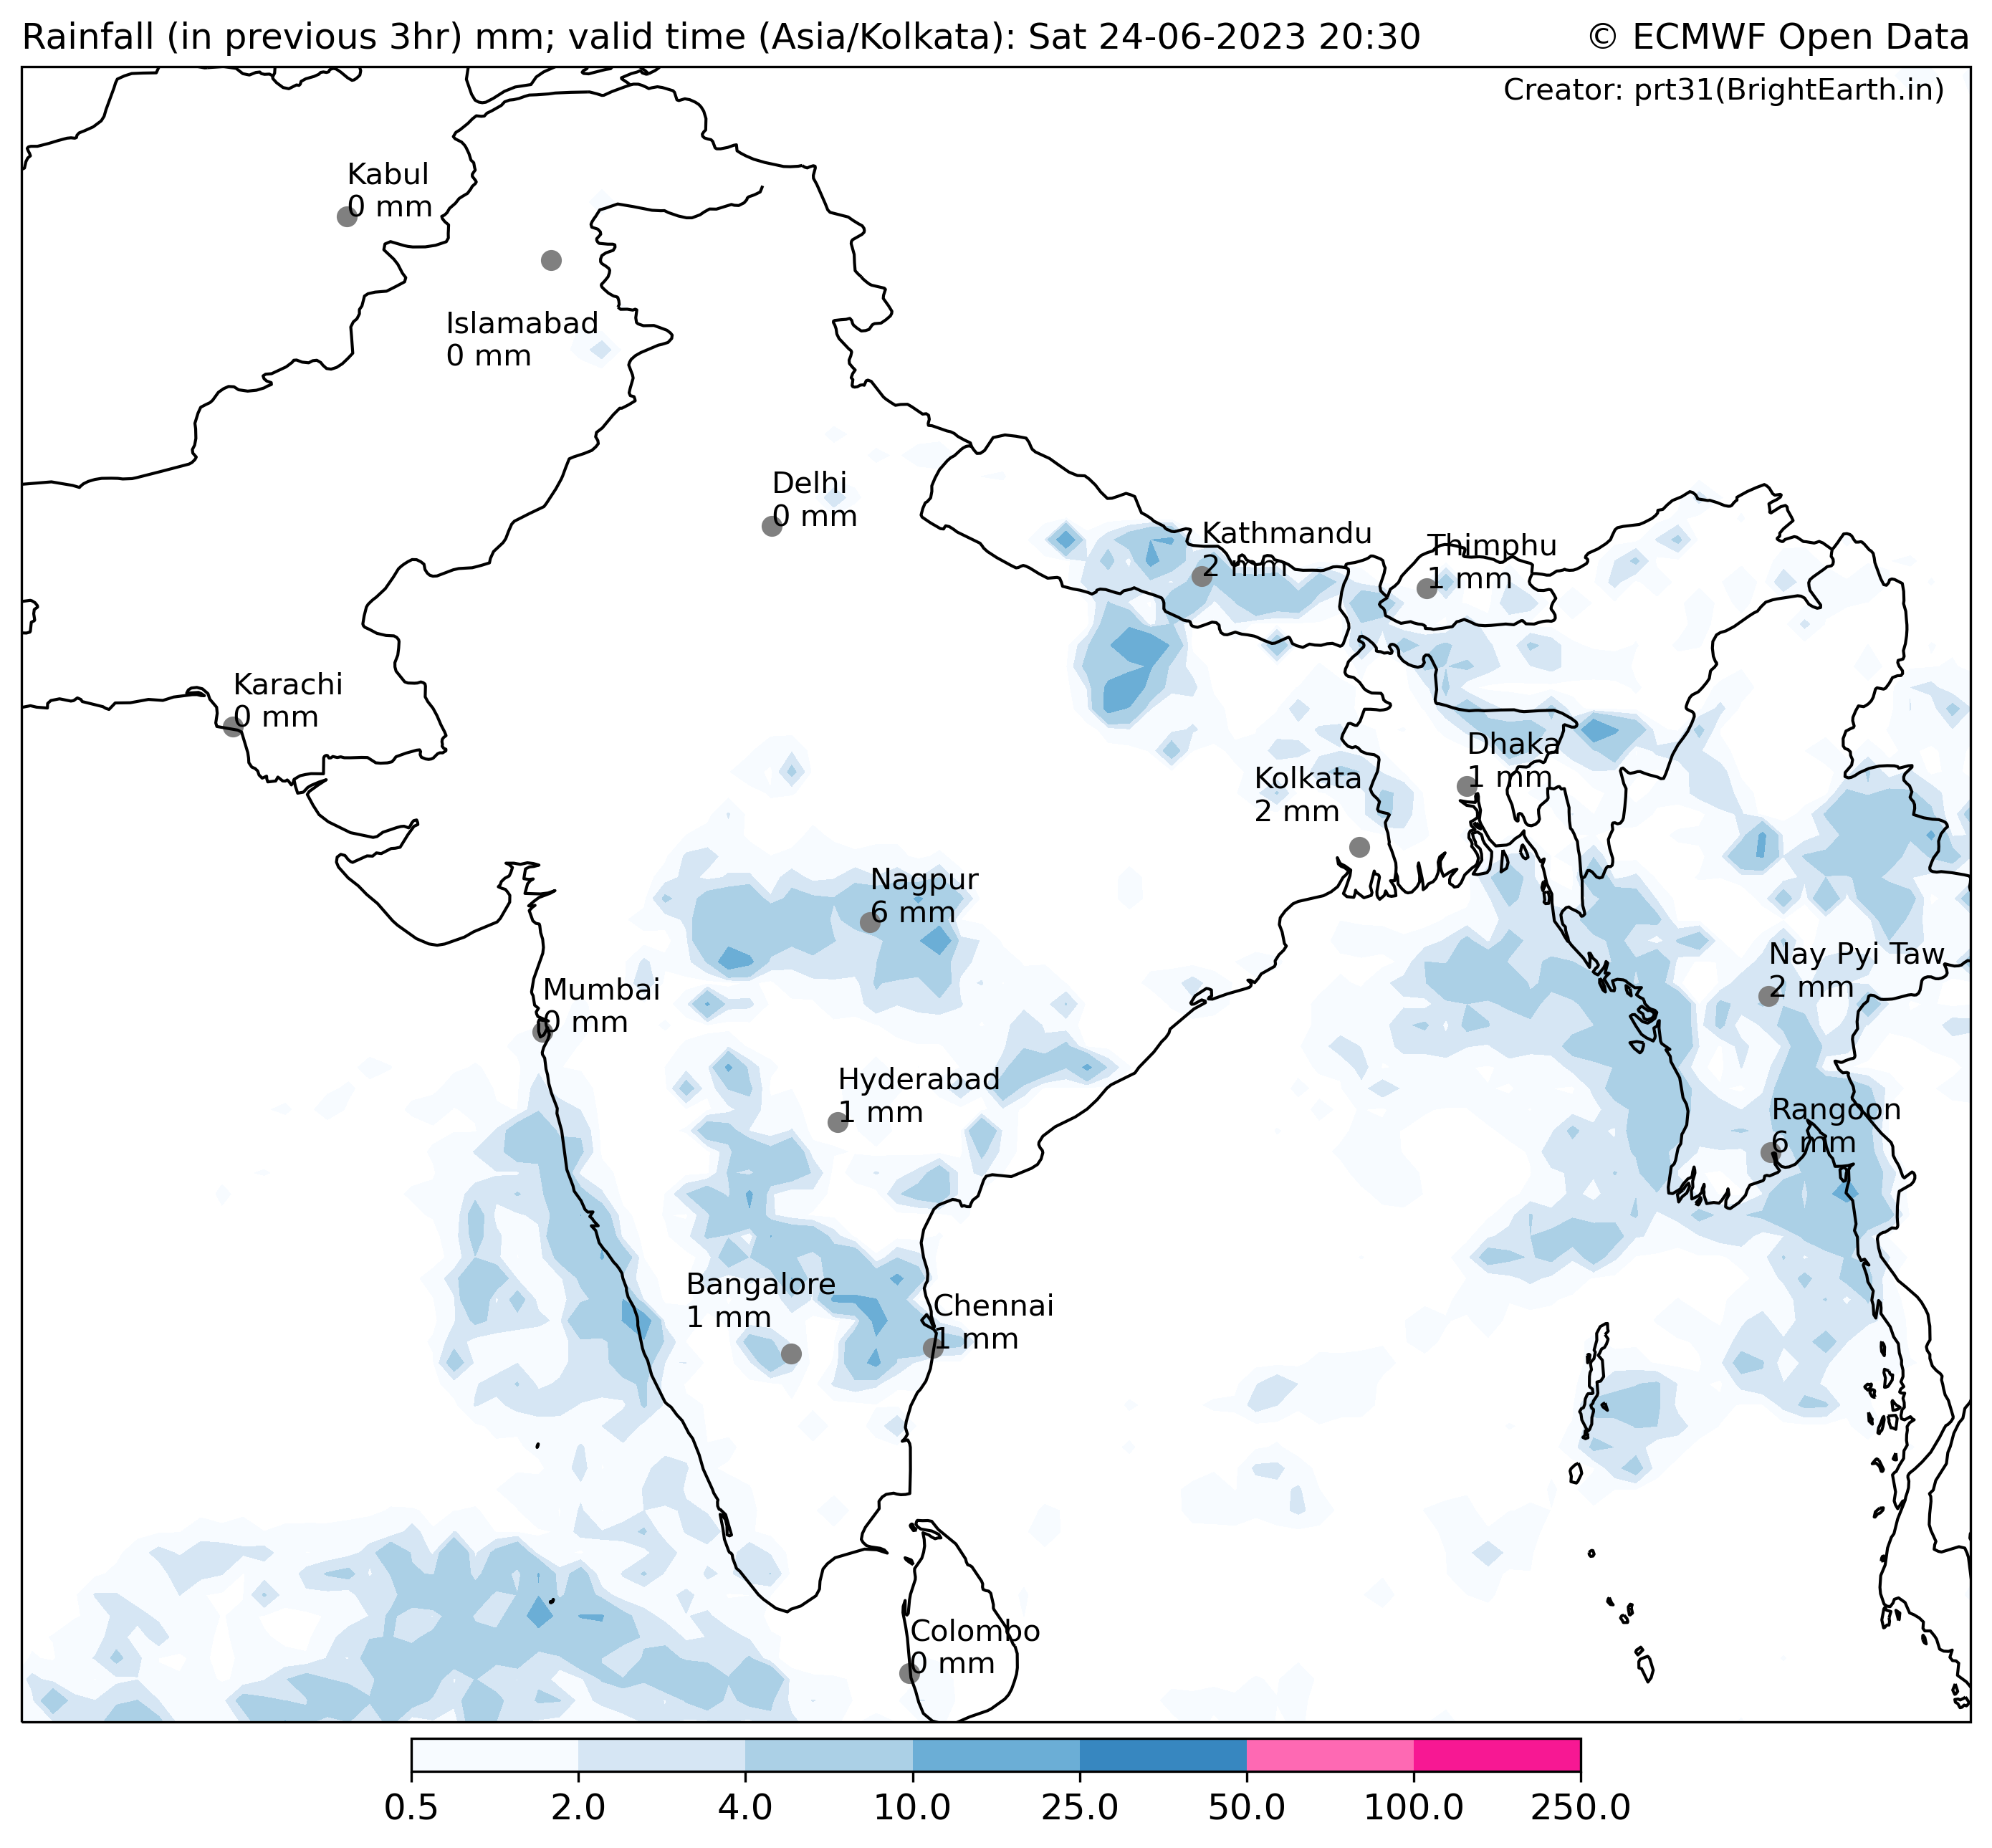 Rainfall (in previous 3hr) mm; valid time (Asia/Kolkata): Sat 24-06-2023 20:30
© ECMWF Open Data
Creator: prt31(BrightEarth.in)
Kabul
0 mm
Islamabad
0 mm
Delhi
0 mm
Kathmandu
2 mm
Thimphu
1 mm
Karachi
0 mm
Dhaka
1 mm
Kolkata
2 mm
Nagpur
6 mm
Nay Pyi Taw
2 mm
Mumbai
0 mm
Hyderabad
1 mm
Rangoon
6 mm
Bangalore
1 mm
Chennai
1 mm
Colombo
0 mm
0.5 2.0 4.0 10.0 25.0 50.0 100.0 250.0